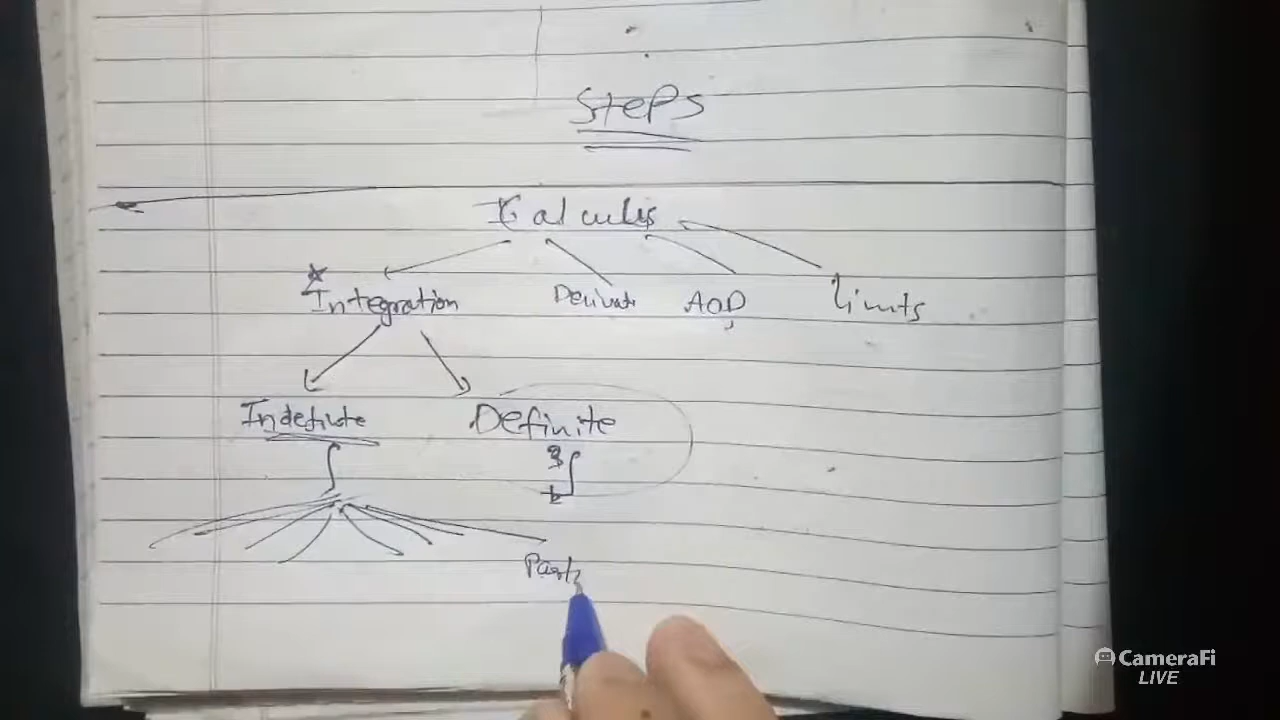 Steps
Calculus
Integration Derivate AOD limits
Indefinite Definite
∫ ∫
Parts
CameraFi
LIVE